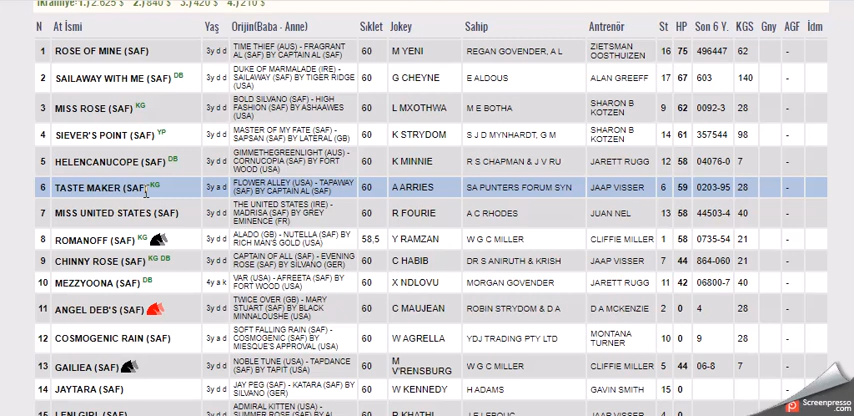 İkramiye:1.) 2.625 $ 2.) 840 $ 3.) 420 $ 4.) 210 $
N At İsmi Yaş Orijin(Baba - Anne) Sıklet Jokey Sahip Antrenör St HP Son 6 Y. KGS Gny AGF İdm
1 ROSE OF MINE (SAF) 3y d d TIME THIEF (AUS) - FRAGRANT AL (SAF) BY CAPTAIN AL (SAF) 60 M YENI REGAN GOVENDER, A L ZIETSMAN OOSTHUIZEN 16 75 496447 62 -
2 SAILAWAY WITH ME (SAF) DB 3y d d DUKE OF MARMALADE (IRE) - SAILAWAY (SAF) BY TIGER RIDGE (USA) 60 G CHEYNE E ALDOUS ALAN GREEFF 17 67 603 140 -
3 MISS ROSE (SAF) KG 3y d d BOLD SILVANO (SAF) - HIGH FASHION (SAF) BY ASHAAWES (USA) 60 L MXOTHWA M E BOTHA SHARON B KOTZEN 9 62 0092-3 28 -
4 SIEVER'S POINT (SAF) YP 3y d d MASTER OF MY FATE (SAF) - SAPSAN (SAF) BY LATERAL (GB) 60 K STRYDOM S J D MYNHARDT, G M SHARON B KOTZEN 14 61 357544 98 -
5 HELENCANUCOPE (SAF) DB 3y d d GIMMETHEGREENLIGHT (AUS) - CORNUCOPIA (SAF) BY FORT WOOD (USA) 60 K MINNIE R S CHAPMAN & J V RU JARETT RUGG 12 58 04076-0 7 -
6 TASTE MAKER (SAF) KG 3y a d FLOWER ALLEY (USA) - TAPAWAY (SAF) BY CAPTAIN AL (SAF) 60 A ARRIES SA PUNTERS FORUM SYN JAAP VISSER 6 59 0203-95 28 -
7 MISS UNITED STATES (SAF) 3y d d THE UNITED STATES (IRE) - MADRISA (SAF) BY GREY EMINENCE (FR) 60 R FOURIE A C RHODES JUAN NEL 13 58 44503-4 40 -
8 ROMANOFF (SAF) KG 3y d d ALADO (GB) - NUTELLA (SAF) BY RICH MAN'S GOLD (USA) 58,5 Y RAMZAN W G C MILLER CLIFFIE MILLER 1 58 0735-54 21 -
9 CHINNY ROSE (SAF) KG DB 3y d d CAPTAIN OF ALL (SAF) - EVENING ROSE (SAF) BY SILVANO (GER) 60 C HABIB DR S ANIRUTH & KRISH JAAP VISSER 7 44 864-060 21 -
10 MEZZYOONA (SAF) DB 4y a k VAR (USA) - AFREETA (SAF) BY FORT WOOD (USA) 60 X NDLOVU MORGAN GOVENDER JARETT RUGG 11 42 06800-7 40 -
11 ANGEL DEB'S (SAF) 3y d d TWICE OVER (GB) - MARY STUART (SAF) BY BLACK MINNALOUSHE (USA) 60 C MAUJEAN ROBIN STRYDOM & D A D A MCKENZIE 2 0 4 28 -
12 COSMOGENIC RAIN (SAF) 3y a d SOFT FALLING RAIN (SAF) - COSMOGENIC (SAF) BY MIESQUE'S APPROVAL (USA) 60 W AGRELLA YDJ TRADING PTY LTD MONTANA TURNER 10 0 9 28 -
13 GAILIEA (SAF) 3y d d NOBLE TUNE (USA) - TAPDANCE (SAF) BY TAPIT (USA) 60 M V'RENSBURG W G C MILLER CLIFFIE MILLER 5 44 06-8 7 -
14 JAYTARA (SAF) 3y d d JAY PEG (SAF) - KATARA (SAF) BY SILVANO (GER) 60 W KENNEDY H ADAMS GAVIN SMITH 15 0 -
ADMIRAL KITTEN (USA) -
Screenpresso
.com